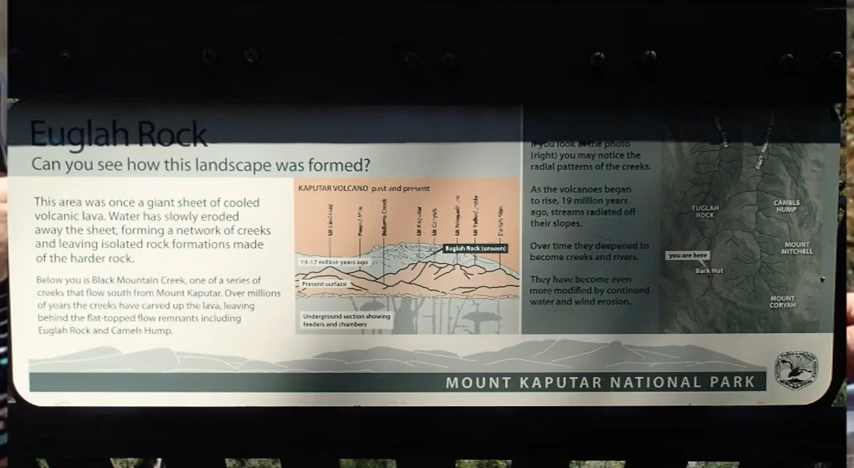 Euglah Rock
Can you see how this landscape was formed?
This area was once a giant sheet of cooled
volcanic lava. Water has slowly eroded
away the sheet, forming a network of creeks
and leaving isolated rock formations made
of the harder rock.
Below you is Black Mountain Creek, one of a series of
creeks that flow south from Mount Kaputar. Over millions
of years the creeks have carved up the lava, leaving
behind the flat-topped flow remnants including
Euglah Rock and Camels Hump.
KAPUTAR VOLCANO past and present
Mt Lindesay
Bullawa Creek
Mt Kaputar
Mt Coryah
Euglah Rock (unseen)
19-17 million years ago
Present surface
Underground section showing
feeders and chambers
If you look at the photo
(right) you may notice the
radial patterns of the creeks.
As the volcanoes began
to rise, 19 million years
ago, streams radiated off
their slopes.
Over time they deepened to
become creeks and rivers.
They have become even
more modified by continued
water and wind erosion.
EUGLAH
ROCK
CAMELS
HUMP
MOUNT
MITCHELL
you are here
Bark Hut
MOUNT
CORYAH
MOUNT KAPUTAR NATIONAL PARK